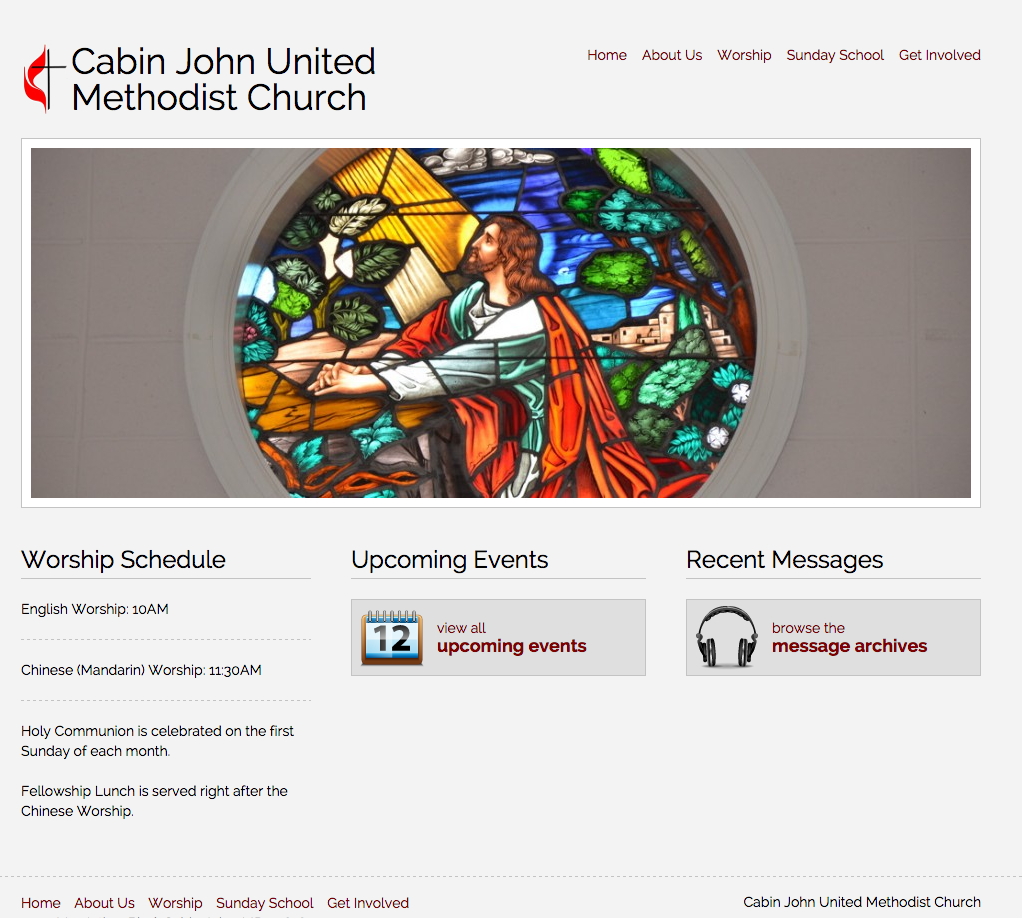 Cabin John United
Methodist Church
Home About Us Worship Sunday School Get Involved
Worship Schedule
English Worship: 10AM
Chinese (Mandarin) Worship: 11:30AM
Holy Communion is celebrated on the first
Sunday of each month.
Fellowship Lunch is served right after the
Chinese Worship.
Upcoming Events
12
view all
upcoming events
Recent Messages
browse the
message archives
Home About Us Worship Sunday School Get Involved
Cabin John United Methodist Church